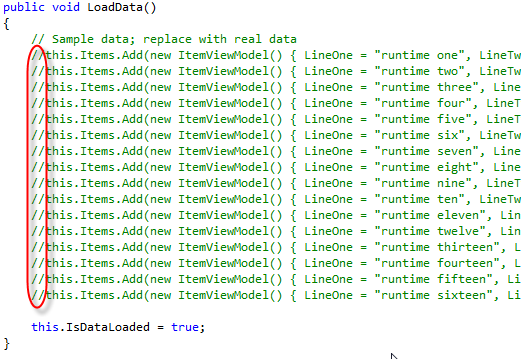 public void LoadData()
{
// Sample data; replace with real data
//this.Items.Add(new ItemViewModel() { LineOne = "runtime one", LineTw
//this.Items.Add(new ItemViewModel() { LineOne = "runtime two", LineTw
//this.Items.Add(new ItemViewModel() { LineOne = "runtime three", Line
//this.Items.Add(new ItemViewModel() { LineOne = "runtime four", LineT
//this.Items.Add(new ItemViewModel() { LineOne = "runtime five", LineT
//this.Items.Add(new ItemViewModel() { LineOne = "runtime six", LineTw
//this.Items.Add(new ItemViewModel() { LineOne = "runtime seven", Line
//this.Items.Add(new ItemViewModel() { LineOne = "runtime eight", Line
//this.Items.Add(new ItemViewModel() { LineOne = "runtime nine", LineT
//this.Items.Add(new ItemViewModel() { LineOne = "runtime ten", LineTw
//this.Items.Add(new ItemViewModel() { LineOne = "runtime eleven", Lin
//this.Items.Add(new ItemViewModel() { LineOne = "runtime twelve", Lin
//this.Items.Add(new ItemViewModel() { LineOne = "runtime thirteen", L
//this.Items.Add(new ItemViewModel() { LineOne = "runtime fourteen", L
//this.Items.Add(new ItemViewModel() { LineOne = "runtime fifteen", Li
//this.Items.Add(new ItemViewModel() { LineOne = "runtime sixteen", Li
this.IsDataLoaded = true;
}